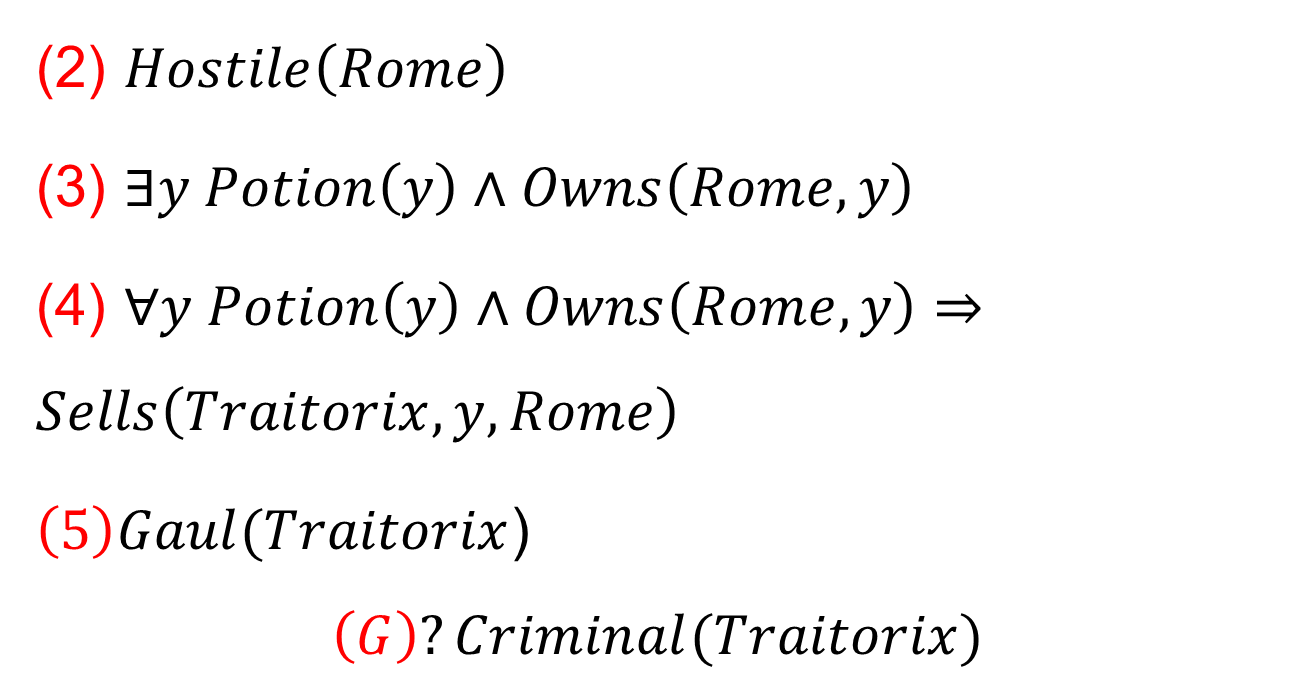 (2) Hostile(Rome)
(3) ∃y Potion(y) ∧ Owns(Rome, y)
(4) ∀y Potion(y) ∧ Owns(Rome, y) ⇒
Sells(Traitorix, y, Rome)
(5)Gaul(Traitorix)
(G)? Criminal(Traitorix)